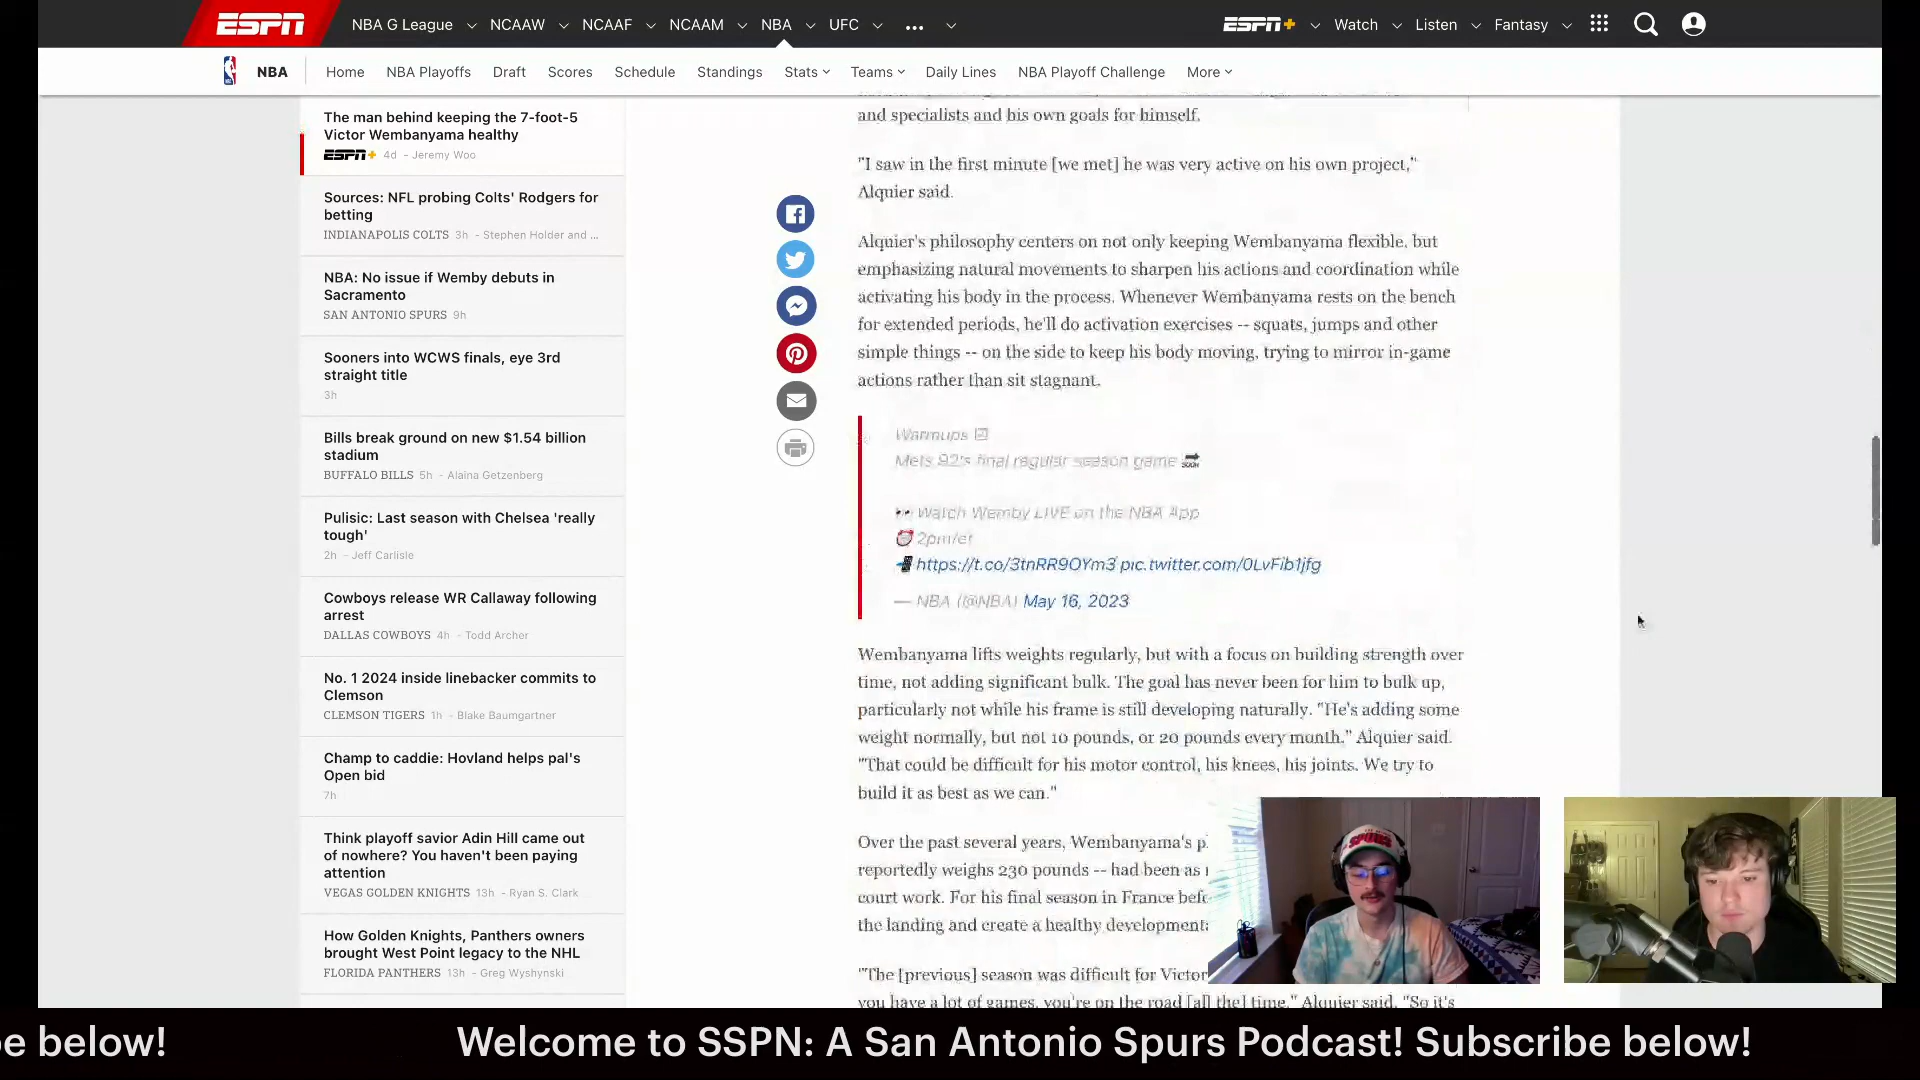 ESPN NBA G League NCAAW NCAAF NCAAM NBA UFC ... ESPN+ Watch Listen Fantasy
NBA Home NBA Playoffs Draft Scores Schedule Standings Stats Teams Daily Lines NBA Playoff Challenge More
The man behind keeping the 7-foot-5
Victor Wembanyama healthy
ESPN+ 4d - Jeremy Woo
Sources: NFL probing Colts' Rodgers for
betting
INDIANAPOLIS COLTS 3h - Stephen Holder and ...
NBA: No issue if Wemby debuts in
Sacramento
SAN ANTONIO SPURS 9h
Sooners into WCWS finals, eye 3rd
straight title
3h
Bills break ground on new $1.54 billion
stadium
BUFFALO BILLS 5h - Alaina Getzenberg
Pulisic: Last season with Chelsea 'really
tough'
2h - Jeff Carlisle
Cowboys release WR Callaway following
arrest
DALLAS COWBOYS 4h - Todd Archer
No. 1 2024 inside linebacker commits to
Clemson
CLEMSON TIGERS 1h - Blake Baumgartner
Champ to caddie: Hovland helps pal's
Open bid
7h
Think playoff savior Adin Hill came out
of nowhere? You haven't been paying
attention
VEGAS GOLDEN KNIGHTS 13h - Ryan S. Clark
How Golden Knights, Panthers owners
brought West Point legacy to the NHL
FLORIDA PANTHERS 13h - Greg Wyshynski
and specialists and his own goals for himself.
"I saw in the first minute [we met] he was very active on his own project,"
Alquier said.
Alquier's philosophy centers on not only keeping Wembanyama flexible, but
emphasizing natural movements to sharpen his actions and coordination while
activating his body in the process. Whenever Wembanyama rests on the bench
for extended periods, he'll do activation exercises -- squats, jumps and other
simple things -- on the side to keep his body moving, trying to mirror in-game
actions rather than sit stagnant.
Warmups
Mets 92's final regular season game 🔜
👀 Watch Wemby LIVE on the NBA App
⏰ 2pm/et
📲 https://t.co/3tnRR9OYm3 pic.twitter.com/0LvFib1jfg
— NBA (@NBA) May 16, 2023
Wembanyama lifts weights regularly, but with a focus on building strength over
time, not adding significant bulk. The goal has never been for him to bulk up,
particularly not while his frame is still developing naturally. "He's adding some
weight normally, but not 10 pounds, or 20 pounds every month." Alquier said.
"That could be difficult for his motor control, his knees, his joints. We try to
build it as best as we can."
Over the past several years, Wembanyama's
reportedly weighs 230 pounds -- had been as
court work. For his final season in France
the landing and create a healthy
"The [previous] season was difficult for Victor
you have a lot of games, you're on the road [all the] time," Alquier said. "So it's
SPURS
e below! Welcome to SSPN: A San Antonio Spurs Podcast! Subscribe below!